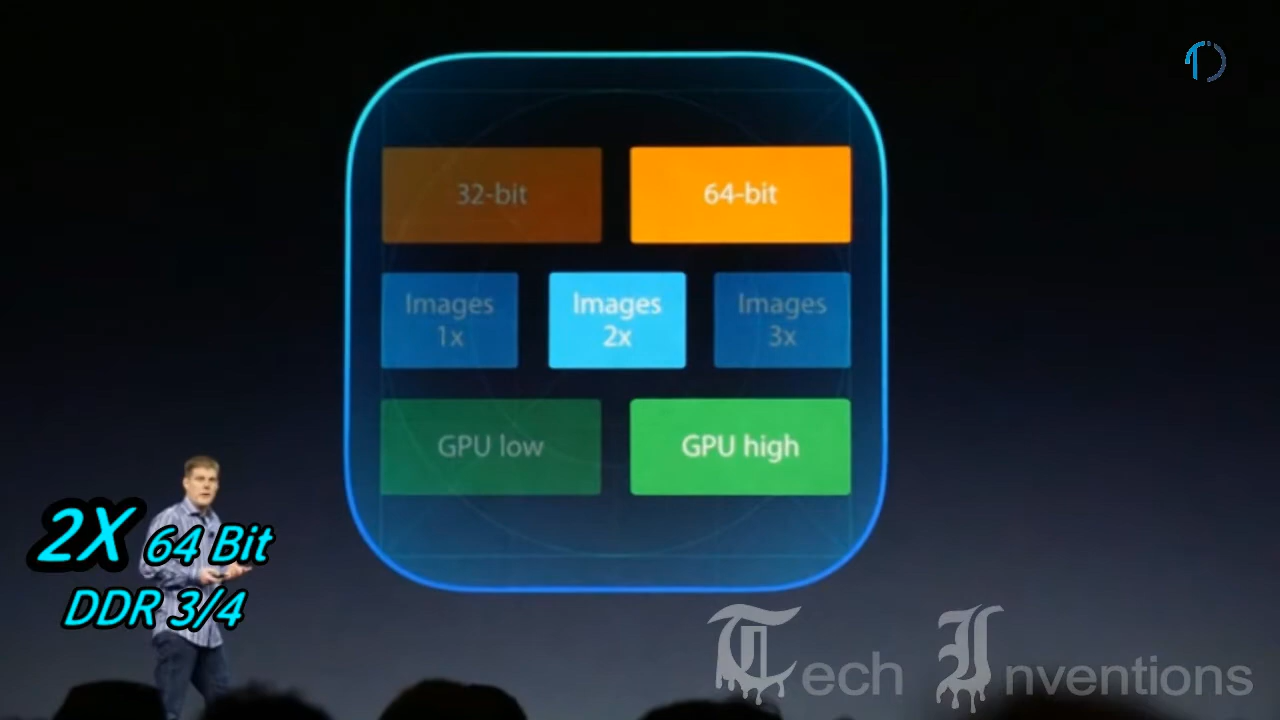 32-bit
64-bit
Images
1x
Images
2x
Images
3x
GPU low
GPU high
2X 64 Bit
DDR 3/4
Tech Inventions